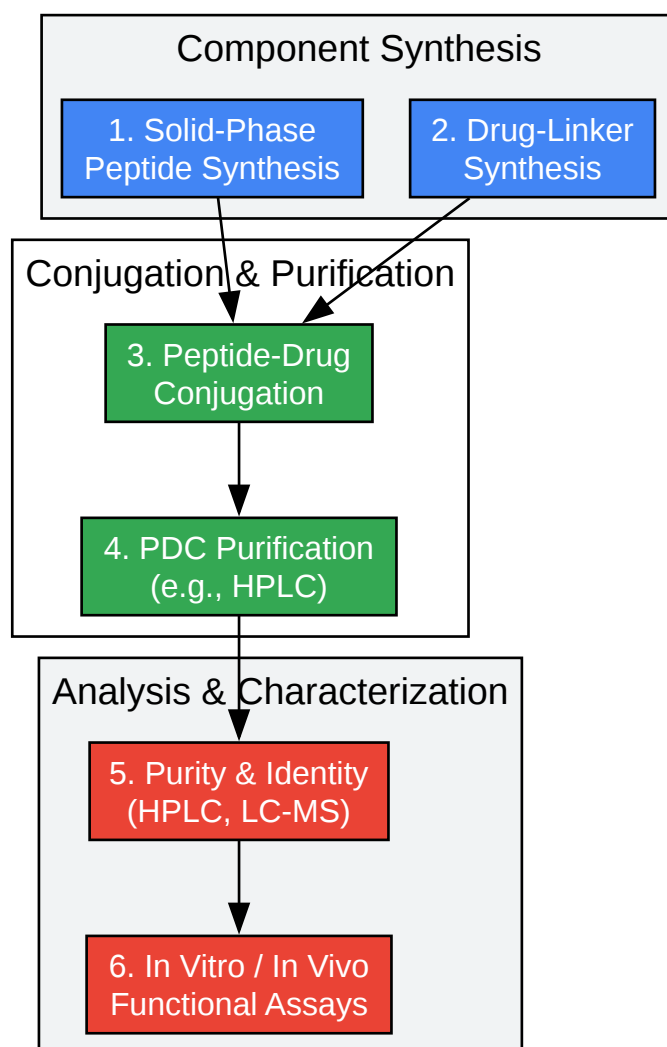 Component Synthesis
1. Solid-Phase
Peptide Synthesis
2. Drug-Linker
Synthesis
Conjugation & Purification
3. Peptide-Drug
Conjugation
4. PDC Purification
(e.g., HPLC)
Analysis & Characterization
5. Purity & Identity
(HPLC, LC-MS)
6. In Vitro / In Vivo
Functional Assays